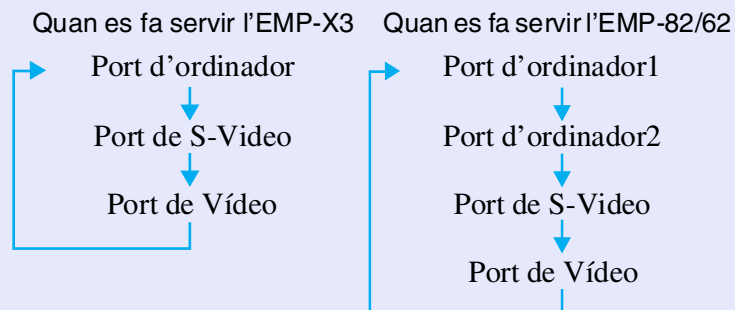 Quan es fa servir l'EMP-X3
Port d'ordinador
Port de S-Video
Port de Vídeo
Quan es fa servir l'EMP-82/62
Port d'ordinador1
Port d'ordinador2
Port de S-Video
Port de Vídeo